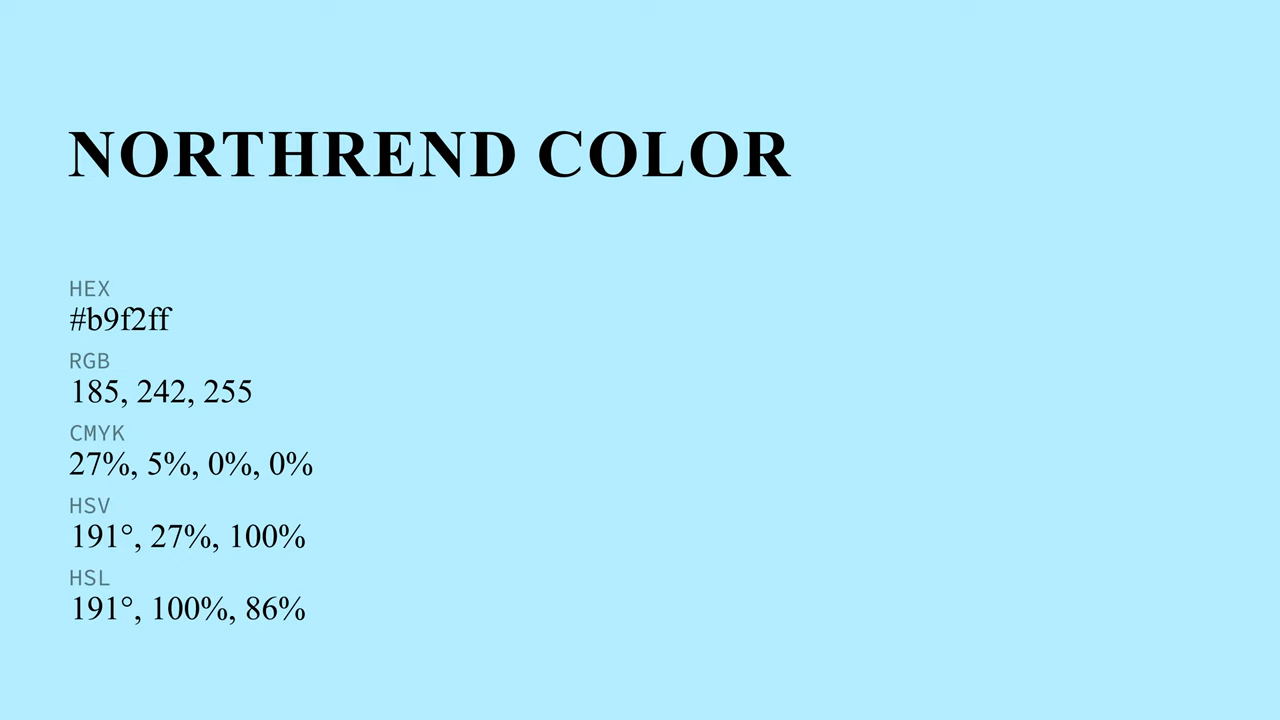 NORTHREND COLOR
HEX
#b9f2ff
RGB
185, 242, 255
CMYK
27%, 5%, 0%, 0%
HSV
191°, 27%, 100%
HSL
191°, 100%, 86%